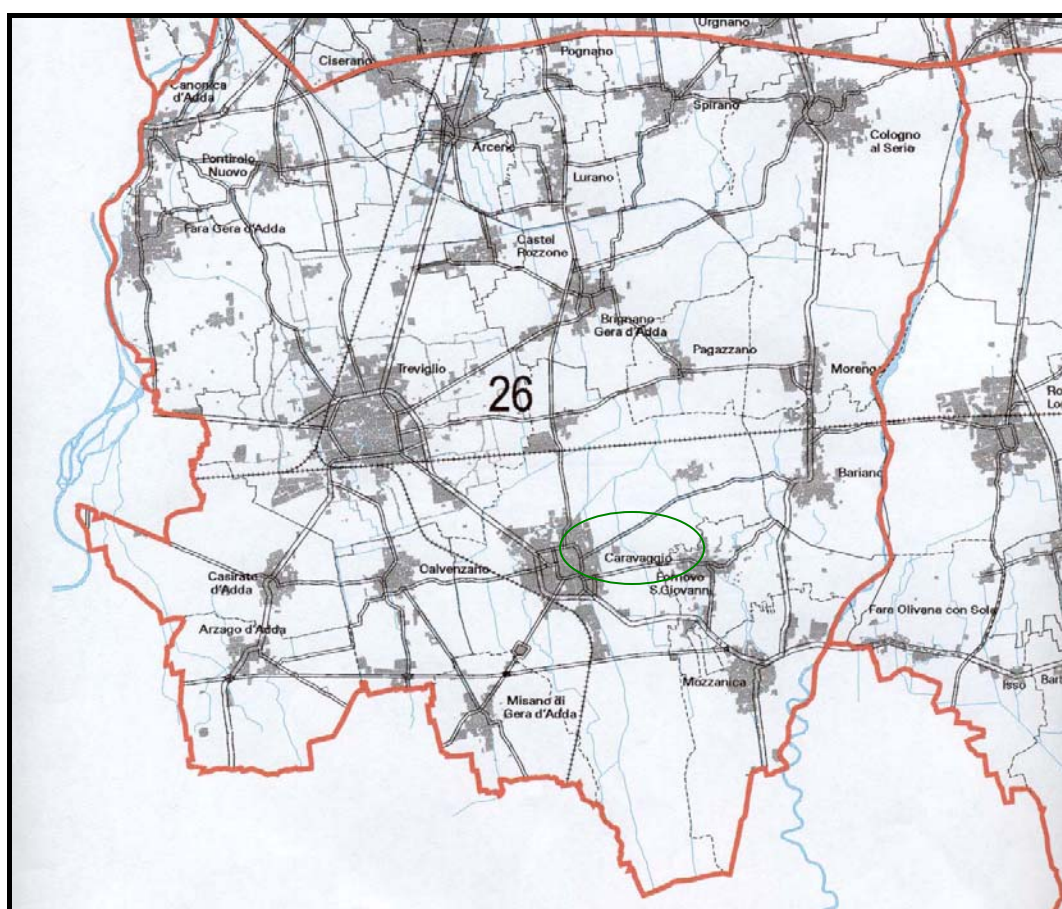 Urgnano
Pognano
Ciserano
Canonica
d'Adda
Spirano
Cologno
al Serio
Arcene
Pontirolo
Nuovo
Lurano
Fara Gera d'Adda
Castel
Rozzone
Brignano
Gera d'Adda
Pagazzano
Treviglio
Moreno
26
Bariano
Caravaggio
Calvenzano
Casirate
d'Adda
Fornovo
S.Giovanni
Fara Olivana con Sola
Arzago d'Adda
Mozzanica
Isso
Misano di
Gera d'Adda